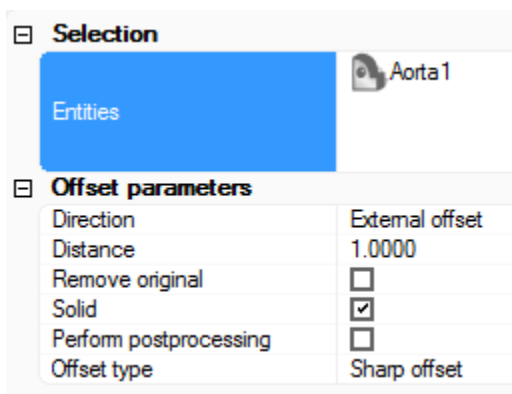 Selection
Entities Aorta1
Offset parameters
Direction External offset
Distance 1.0000
Remove original
Solid
Perform postprocessing
Offset type Sharp offset